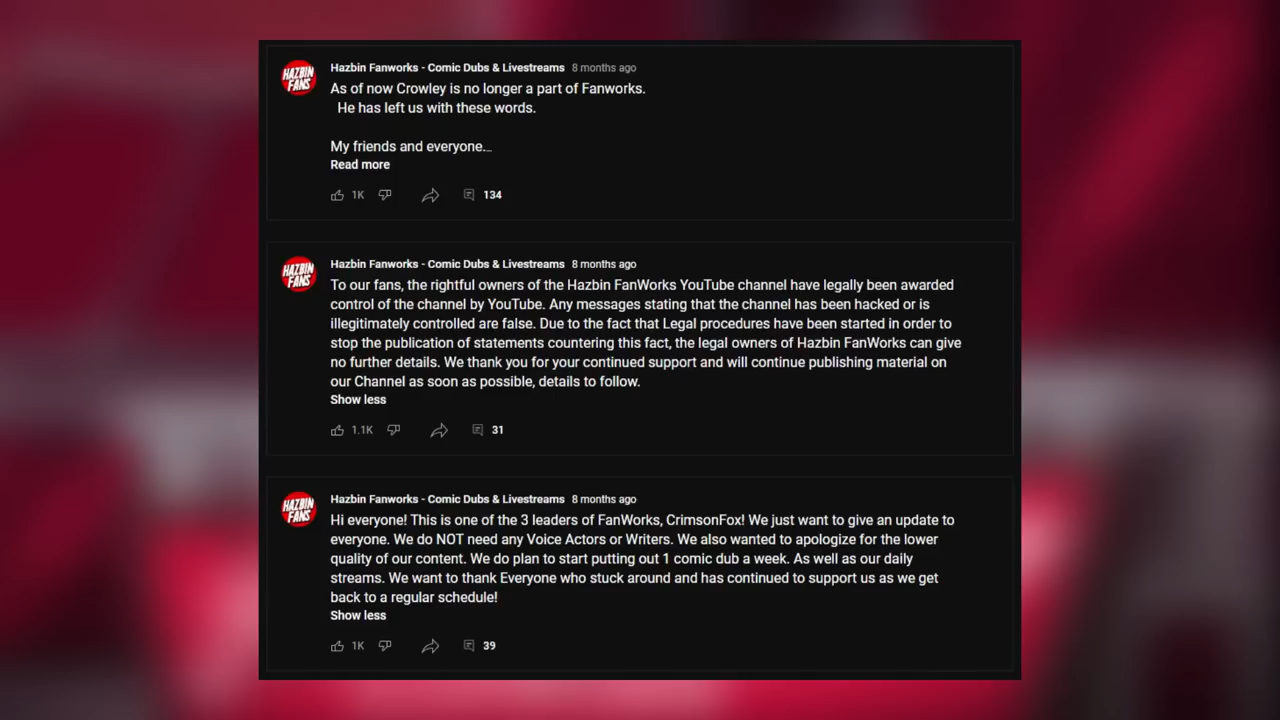 HAZBIN FANS
Hazbin Fanworks - Comic Dubs & Livestreams 8 months ago
As of now Crowley is no longer a part of Fanworks.
He has left us with these words.
My friends and everyone...
Read more
1K 134
HAZBIN FANS
Hazbin Fanworks - Comic Dubs & Livestreams 8 months ago
To our fans, the rightful owners of the Hazbin FanWorks YouTube channel have legally been awarded
control of the channel by YouTube. Any messages stating that the channel has been hacked or is
illegitimately controlled are false. Due to the fact that Legal procedures have been started in order to
stop the publication of statements countering this fact, the legal owners of Hazbin FanWorks can give
no further details. We thank you for your continued support and will continue publishing material on
our Channel as soon as possible, details to follow.
Show less
1.1K 31
HAZBIN FANS
Hazbin Fanworks - Comic Dubs & Livestreams 8 months ago
Hi everyone! This is one of the 3 leaders of FanWorks, CrimsonFox! We just want to give an update to
everyone. We do NOT need any Voice Actors or Writers. We also wanted to apologize for the lower
quality of our content. We do plan to start putting out 1 comic dub a week. As well as our daily
streams. We want to thank Everyone who stuck around and has continued to support us as we get
back to a regular schedule!
Show less
1K 39